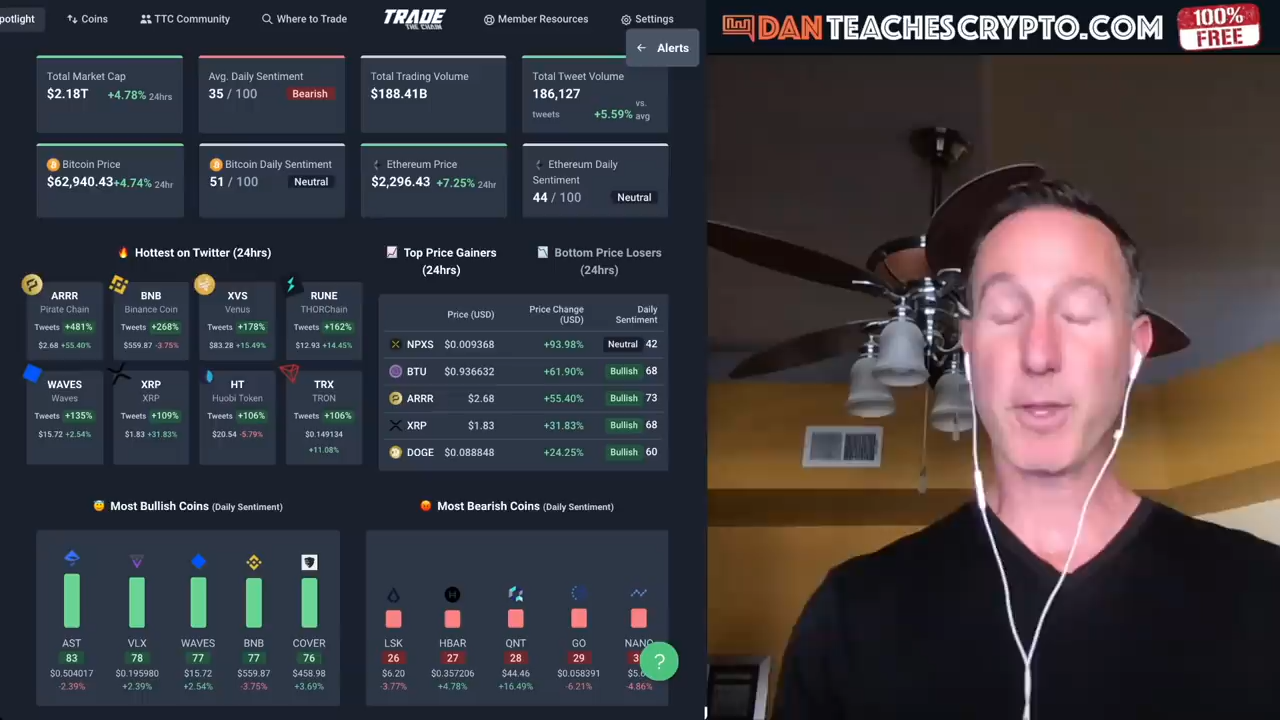 potlight
Coins
TTC Community
Where to Trade
TRADE
THE CHAIN
Member Resources
Settings
Alerts
DANTEACHESCRYPTO.COM
100%
FREE
Total Market Cap
$2.18T +4.78% 24hrs
Avg. Daily Sentiment
35 / 100 Bearish
Total Trading Volume
$188.41B
Total Tweet Volume
186,127
tweets +5.59% vs. avg
Bitcoin Price
$62,940.43+4.74% 24hr
Bitcoin Daily Sentiment
51 / 100 Neutral
Ethereum Price
$2,296.43 +7.25% 24hr
Ethereum Daily
Sentiment
44 / 100 Neutral
Hottest on Twitter (24hrs)
ARRR
Pirate Chain
Tweets +481%
$2.68 +55.40%
BNB
Binance Coin
Tweets +268%
$559.87 -3.75%
XVS
Venus
Tweets +178%
$83.28 +15.49%
RUNE
THORChain
Tweets +162%
$12.93 +14.45%
WAVES
Waves
Tweets +135%
$15.72 +2.54%
XRP
XRP
Tweets +109%
$1.83 +31.83%
HT
Huobi Token
Tweets +106%
$20.54 -5.79%
TRX
TRON
Tweets +106%
$0.149134
+11.08%
Top Price Gainers
(24hrs)
Bottom Price Losers
(24hrs)
Price (USD) Price Change (USD) Daily Sentiment
NPXS $0.009368 +93.98% Neutral 42
BTU $0.936632 +61.90% Bullish 68
ARRR $2.68 +55.40% Bullish 73
XRP $1.83 +31.83% Bullish 68
DOGE $0.088848 +24.25% Bullish 60
Most Bullish Coins (Daily Sentiment)
AST
83
$0.504017
-2.39%
VLX
78
$0.195980
+2.39%
WAVES
77
$15.72
+2.54%
BNB
77
$559.87
-3.75%
COVER
76
$458.98
+3.69%
Most Bearish Coins (Daily Sentiment)
LSK
26
$6.20
-3.77%
HBAR
27
$0.357206
+4.78%
QNT
28
$44.46
+16.49%
GO
29
$0.058391
-6.21%
NANO
-4.86%
?